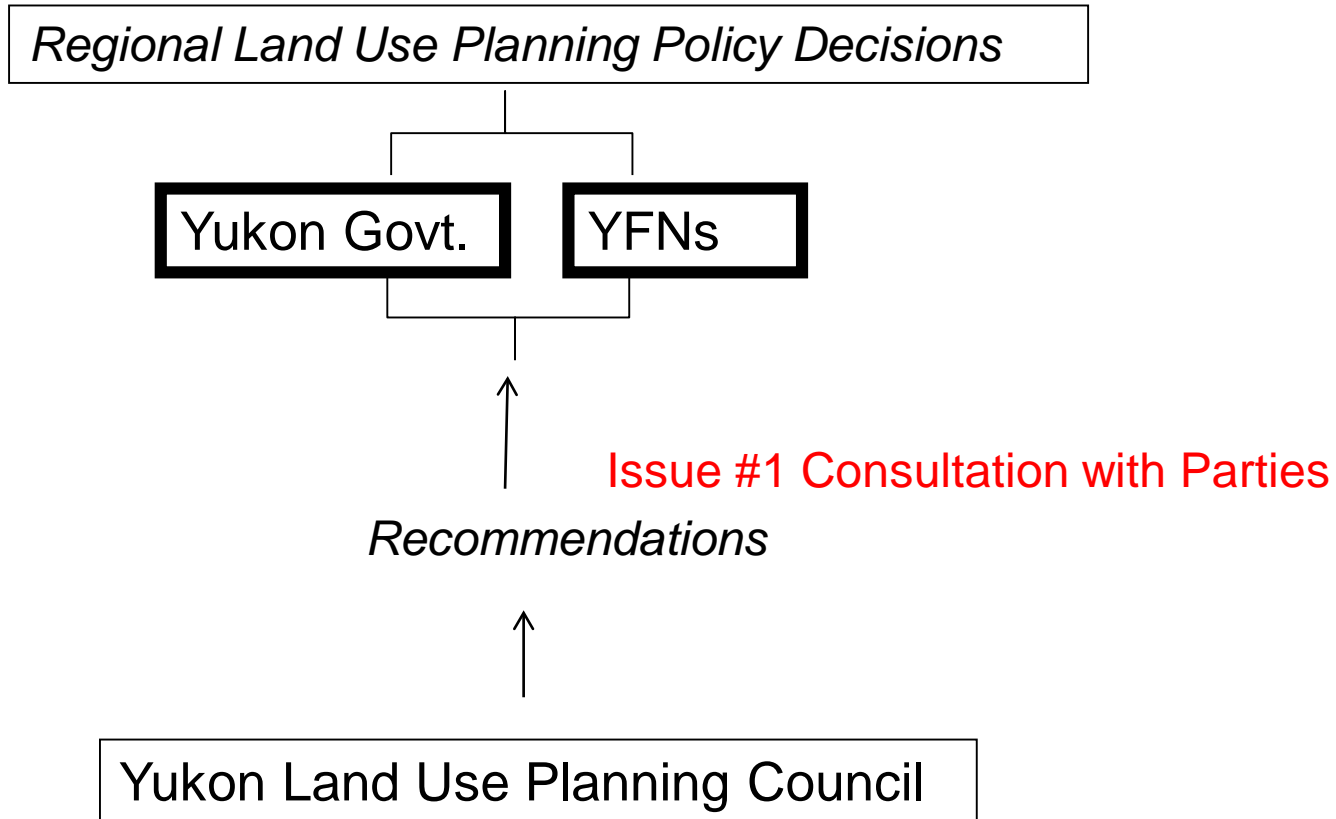 Regional Land Use Planning Policy Decisions
Yukon Govt.
YFNs
Issue #1 Consultation with Parties
Recommendations
Yukon Land Use Planning Council